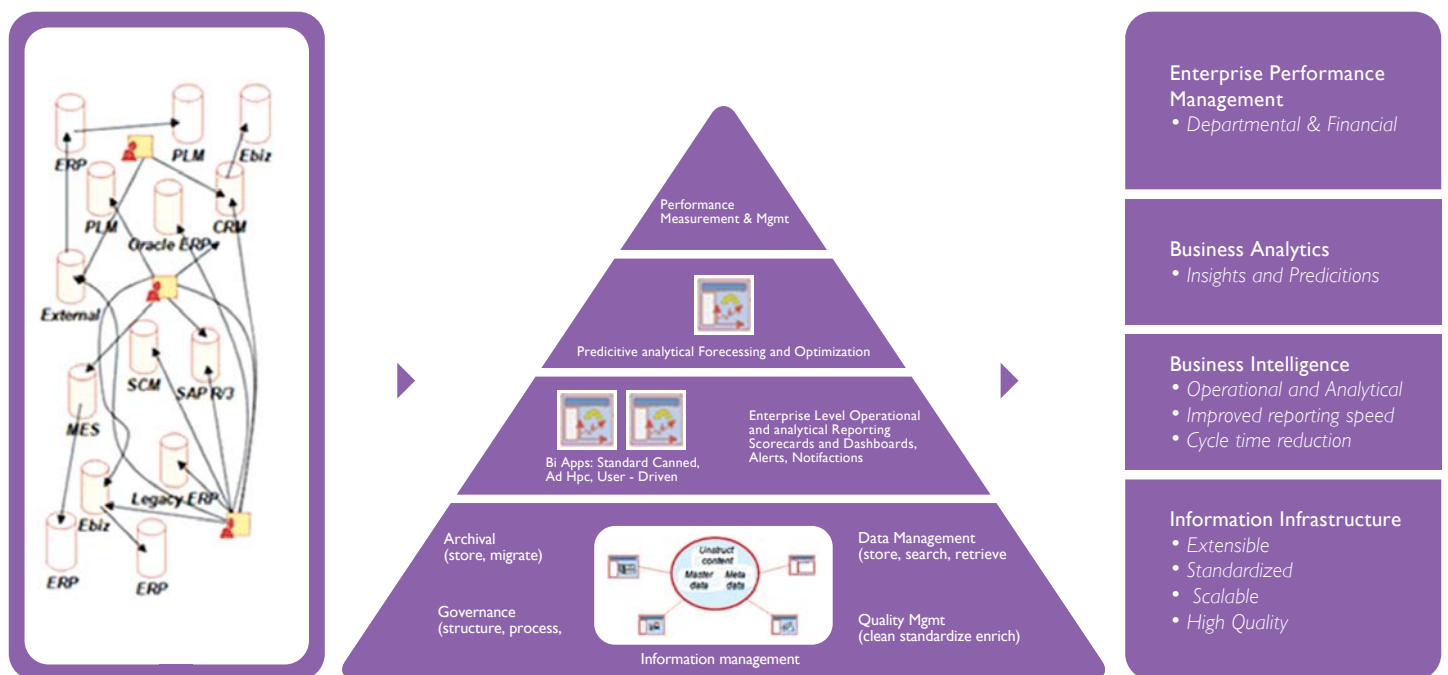 ERP
PLM
Ebiz
PLM
Oracle ERP
CRM
External
SCM
SAP R/3
MES
Legacy ERP
Ebiz
ERP
ERP
Performance
Measurement & Mgmt
Predicitive analytical Forecessing and Optimization
Bi Apps: Standard Canned,
Ad Hpc, User - Driven
Enterprise Level Operational
and analytical Reporting
Scorecards and Dashboards,
Alerts, Notifactions
Archival
(store, migrate)
Governance
(structure, process,
Unstruct
content
Master
data
Meta
data
Information management
Data Management
(store, search, retrieve
Quality Mgmt
(clean standardize enrich)
Enterprise Performance
Management
• Departmental & Financial
Business Analytics
• Insights and Predicitions
Business Intelligence
• Operational and Analytical
• Improved reporting speed
• Cycle time reduction
Information Infrastructure
• Extensible
• Standardized
• Scalable
• High Quality